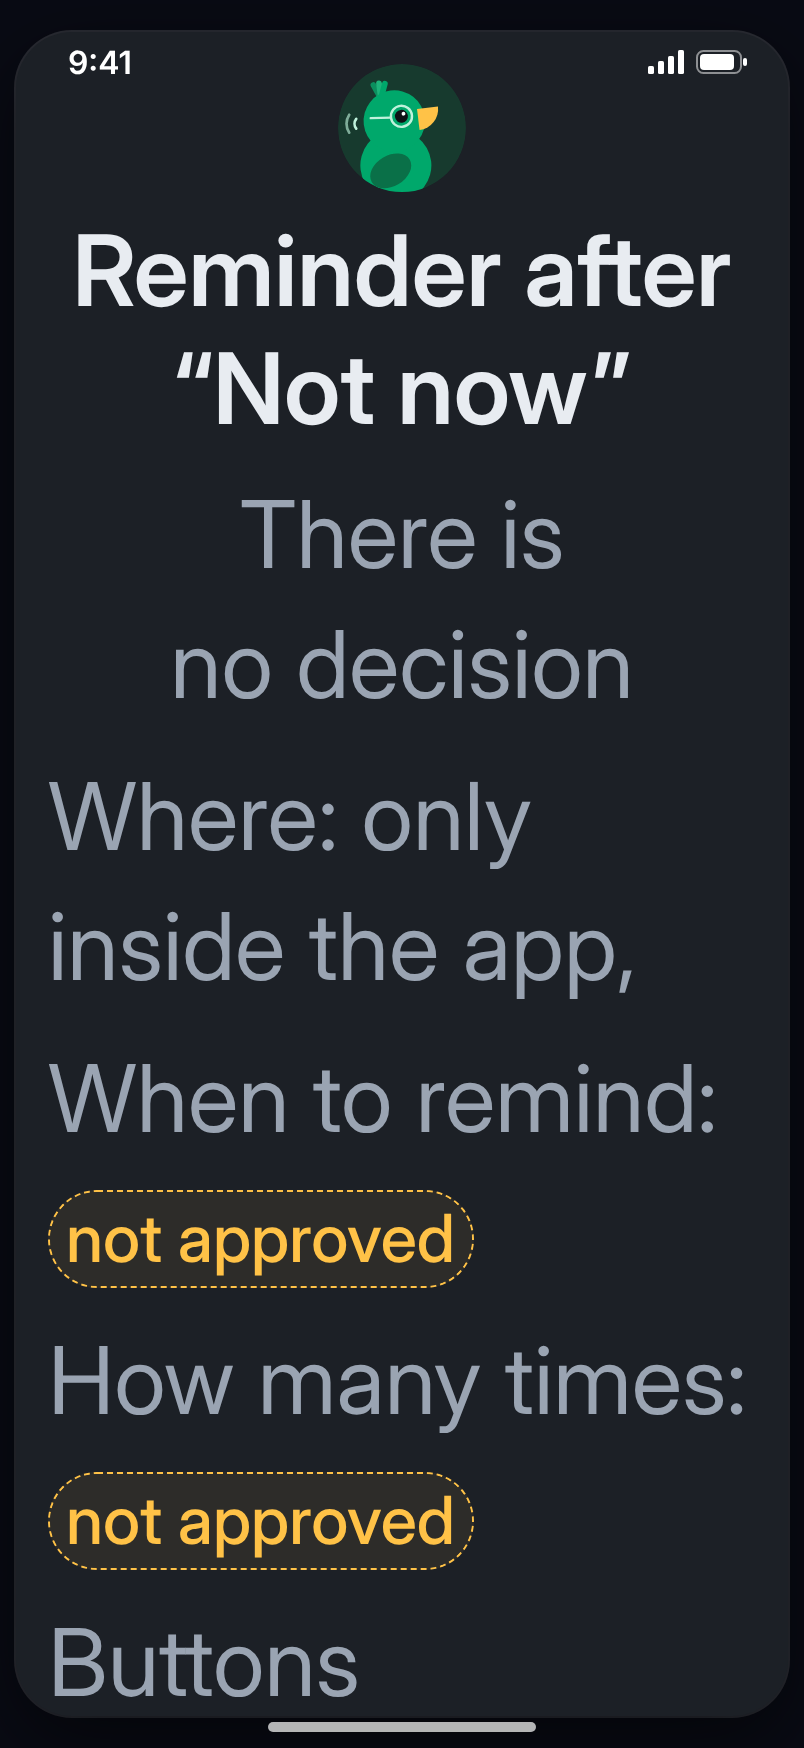 9:41
Reminder after
“Not now”
There is
no decision
Where: only
inside the app,
When to remind:
not approved
How many times:
not approved
Buttons